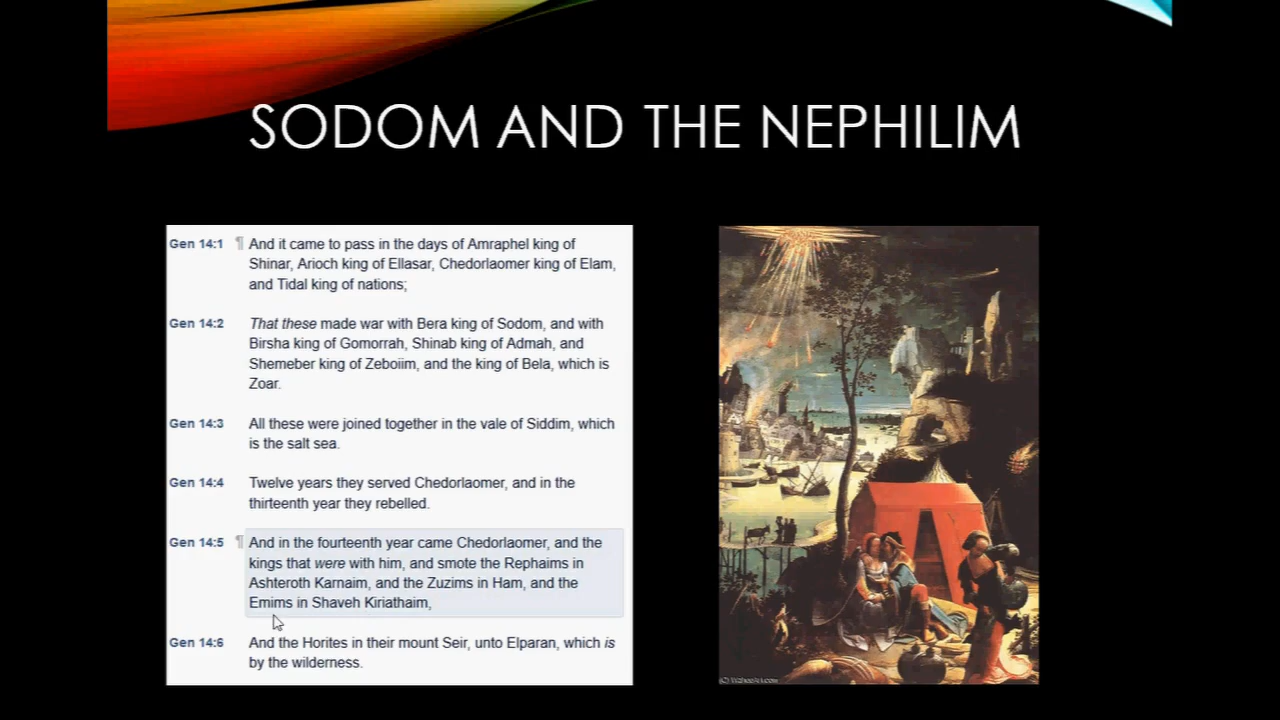 SODOM AND THE NEPHILIM
Gen 14:1 ¶ And it came to pass in the days of Amraphel king of
Shinar, Arioch king of Ellasar, Chedorlaomer king of Elam,
and Tidal king of nations;
Gen 14:2 That these made war with Bera king of Sodom, and with
Birsha king of Gomorrah, Shinab king of Admah, and
Shemeber king of Zeboiim, and the king of Bela, which is
Zoar.
Gen 14:3 All these were joined together in the vale of Siddim, which
is the salt sea.
Gen 14:4 Twelve years they served Chedorlaomer, and in the
thirteenth year they rebelled.
Gen 14:5 ¶ And in the fourteenth year came Chedorlaomer, and the
kings that were with him, and smote the Rephaims in
Ashteroth Karnaim, and the Zuzims in Ham, and the
Emims in Shaveh Kiriathaim,
Gen 14:6 And the Horites in their mount Seir, unto Elparan, which is
by the wilderness.